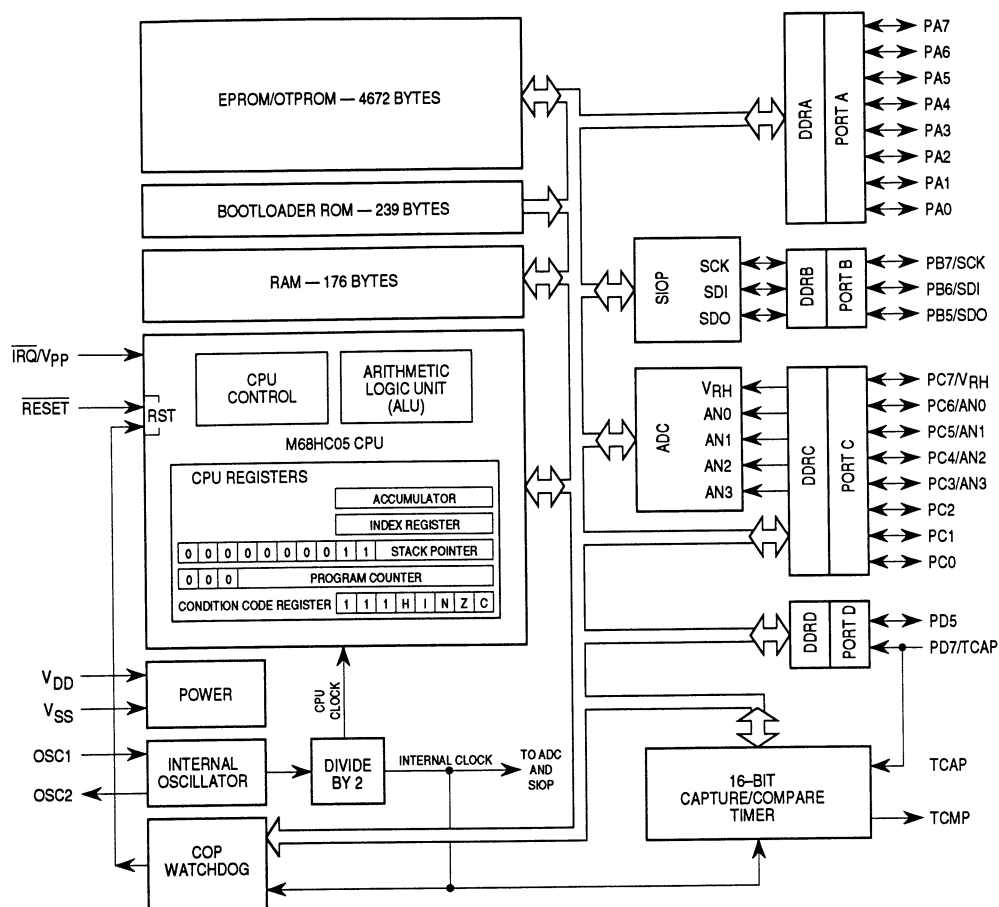 EPROM/OTPROM — 4672 BYTES
BOOTLOADER ROM — 239 BYTES
RAM — 176 BYTES
IRQ/VPP
RESET
RST
CPU
CONTROL
ARITHMETIC
LOGIC UNIT
(ALU)
M68HC05 CPU
CPU REGISTERS
ACCUMULATOR
INDEX REGISTER
0 0 0 0 0 0 0 0 1 1 STACK POINTER
0 0 0 PROGRAM COUNTER
CONDITION CODE REGISTER 1 1 1 H I N Z C
VDD
VSS
POWER
CPU
CLOCK
OSC1
OSC2
INTERNAL
OSCILLATOR
DIVIDE
BY 2
INTERNAL CLOCK
TO ADC
AND
SIOP
COP
WATCHDOG
DDRA
PORT A
PA7
PA6
PA5
PA4
PA3
PA2
PA1
PA0
SIOP
SCK
SDI
SDO
DDRB
PORT B
PB7/SCK
PB6/SDI
PB5/SDO
ADC
VRH
AN0
AN1
AN2
AN3
DDRC
PORT C
PC7/VRH
PC6/AN0
PC5/AN1
PC4/AN2
PC3/AN3
PC2
PC1
PC0
DDRD
PORT D
PD5
PD7/TCAP
16–BIT
CAPTURE/COMPARE
TIMER
TCAP
TCMP